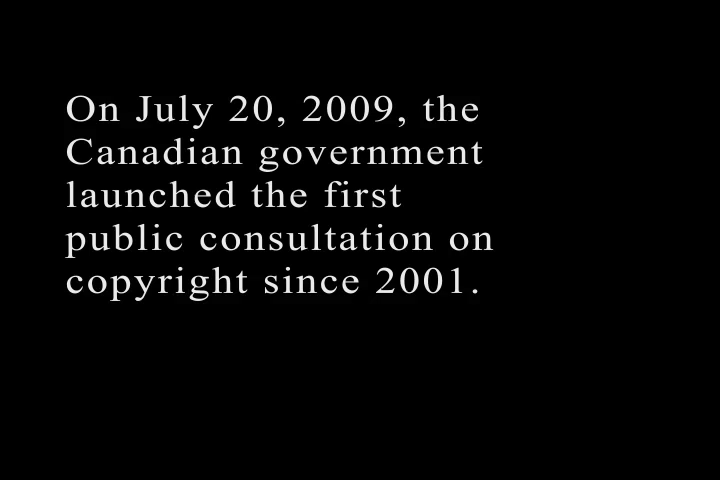 On July 20, 2009, the
Canadian government
launched the first
public consultation on
copyright since 2001.